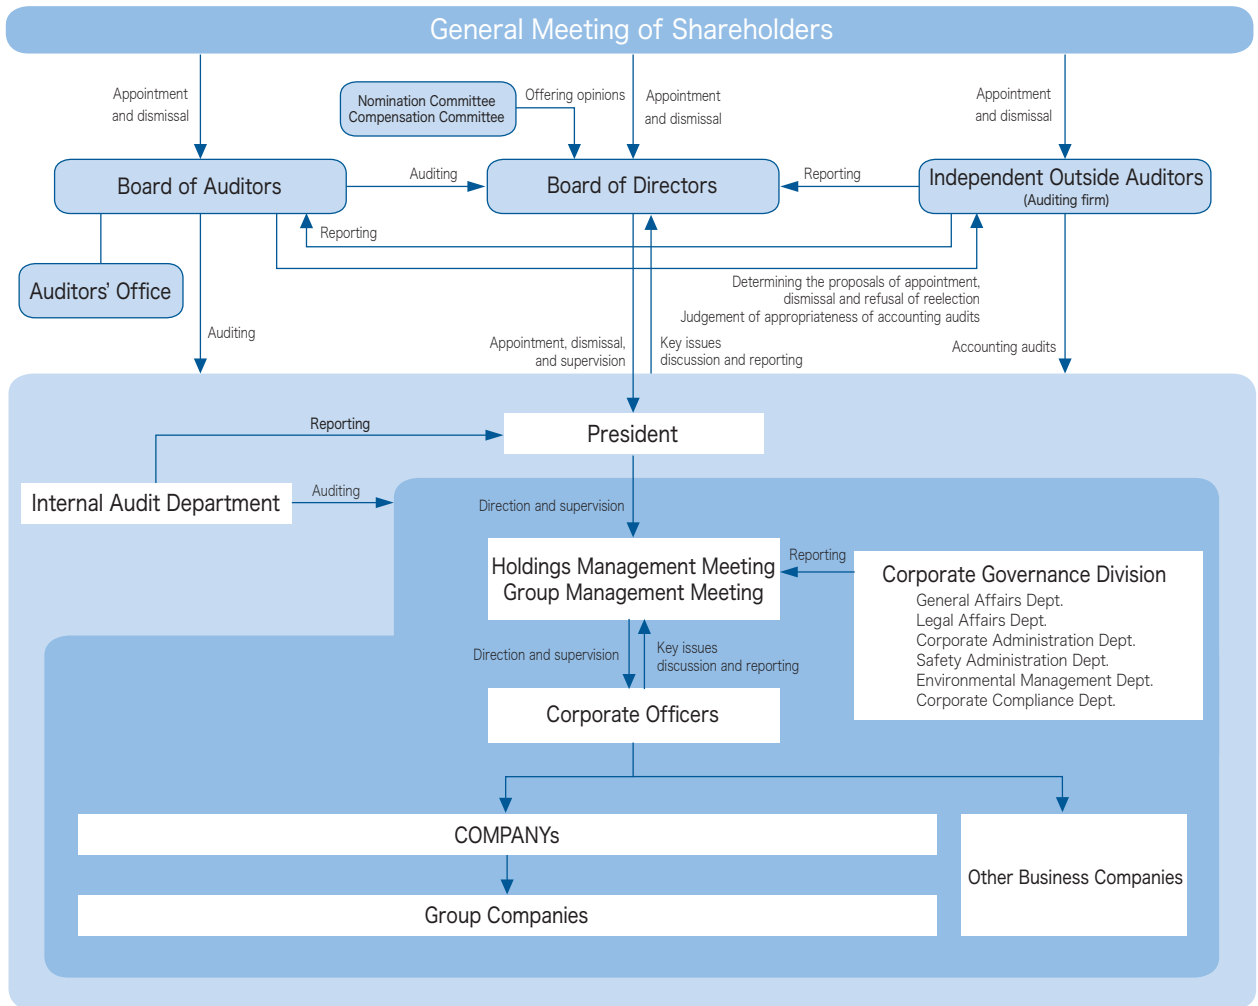 General Meeting of Shareholders
Appointment
and dismissal
Nomination Committee
Compensation Committee
Offering opinions
Appointment
and dismissal
Appointment
and dismissal
Board of Auditors
Auditing
Board of Directors
Reporting
Independent Outside Auditors
(Auditing firm)
Reporting
Auditors’ Office
Determining the proposals of appointment,
dismissal and refusal of reelection
Judgement of appropriateness of accounting audits
Auditing
Appointment, dismissal,
and supervision
Key issues
discussion and reporting
Accounting audits
Reporting
President
Internal Audit Department
Auditing
Direction and supervision
Holdings Management Meeting
Group Management Meeting
Reporting
Corporate Governance Division
General Affairs Dept.
Legal Affairs Dept.
Corporate Administration Dept.
Safety Administration Dept.
Environmental Management Dept.
Corporate Compliance Dept.
Direction and supervision
Key issues
discussion and reporting
Corporate Officers
COMPANYs
Other Business Companies
Group Companies